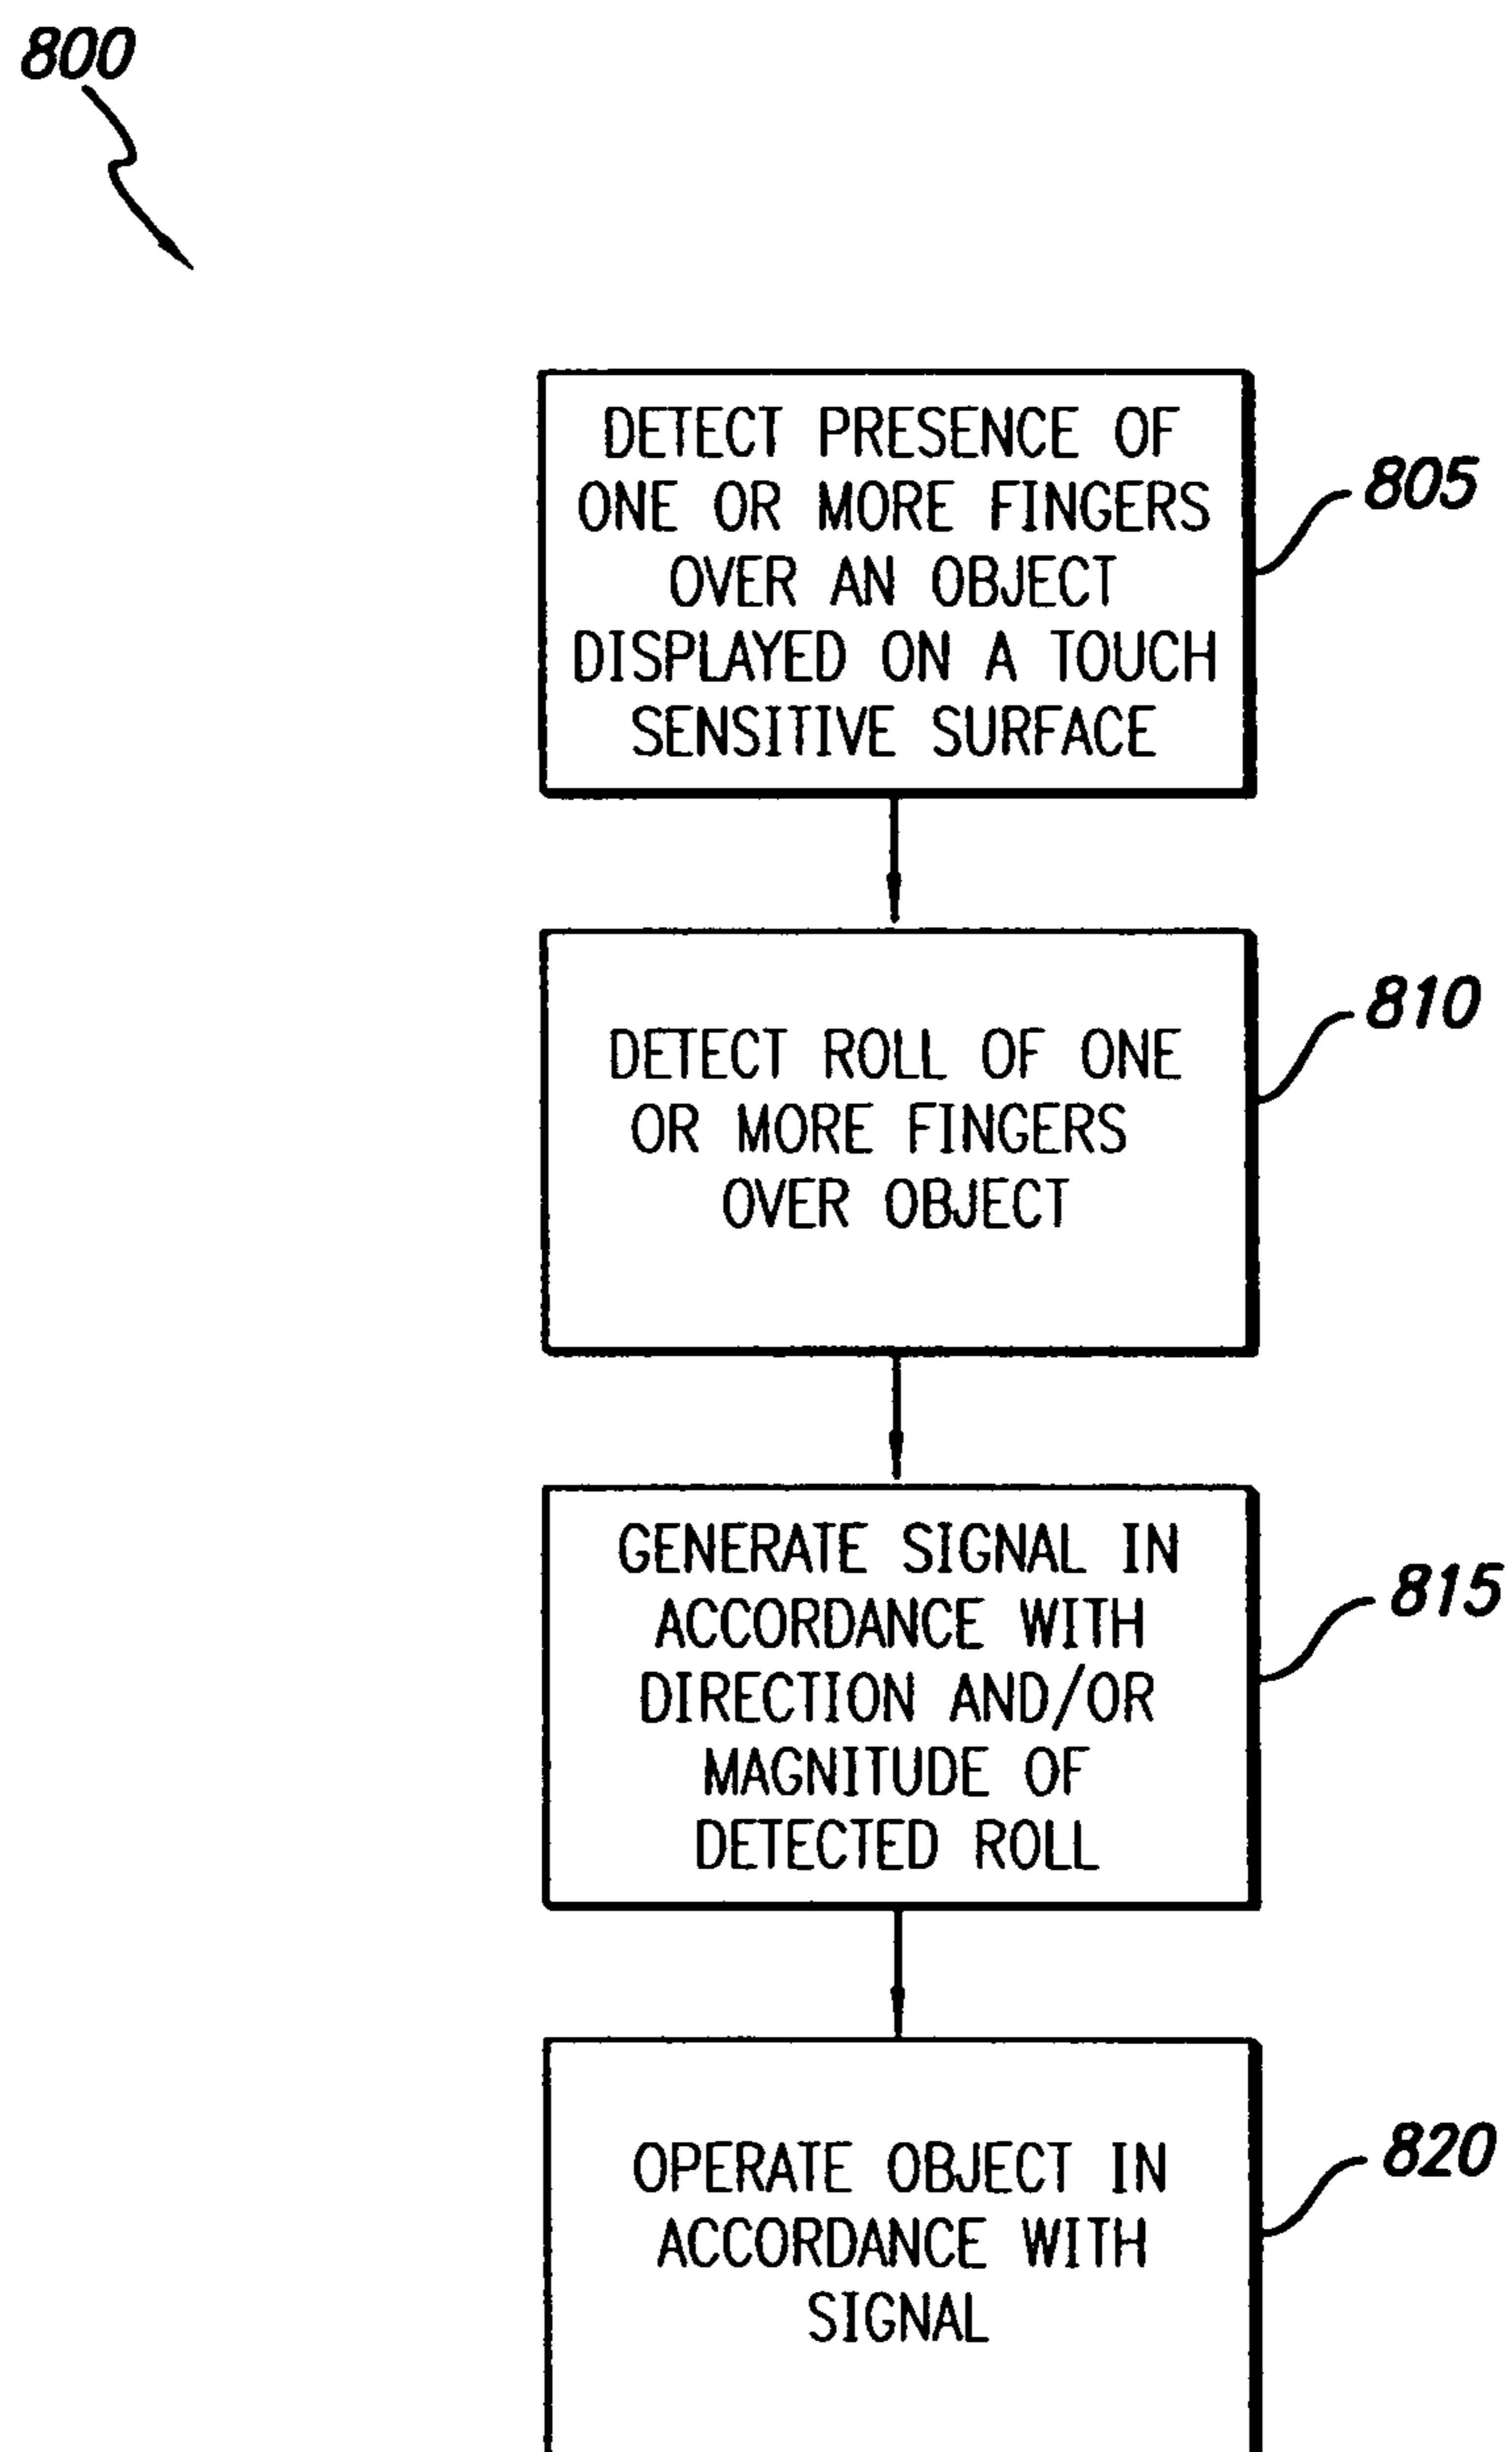 800
DETECT PRESENCE OF
ONE OR MORE FINGERS
OVER AN OBJECT
DISPLAYED ON A TOUCH
SENSITIVE SURFACE
805
DETECT ROLL OF ONE
OR MORE FINGERS
OVER OBJECT
810
GENERATE SIGNAL IN
ACCORDANCE WITH
DIRECTION AND/OR
MAGNITUDE OF
DETECTED ROLL
815
OPERATE OBJECT IN
ACCORDANCE WITH
SIGNAL
820